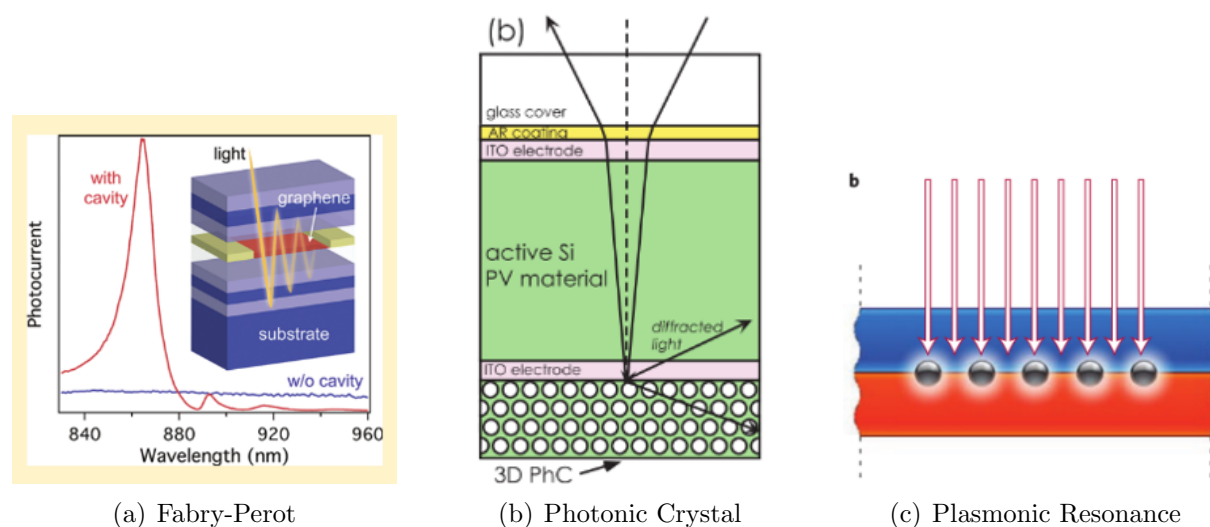 light
with
cavity
graphene
substrate
w/o cavity
Photocurrent
840 880 920 960
Wavelength (nm)
(a) Fabry-Perot
(b)
glass cover
AR coating
ITO electrode
active Si
PV material
diffracted
light
ITO electrode
3D PhC
(b) Photonic Crystal
b
(c) Plasmonic Resonance